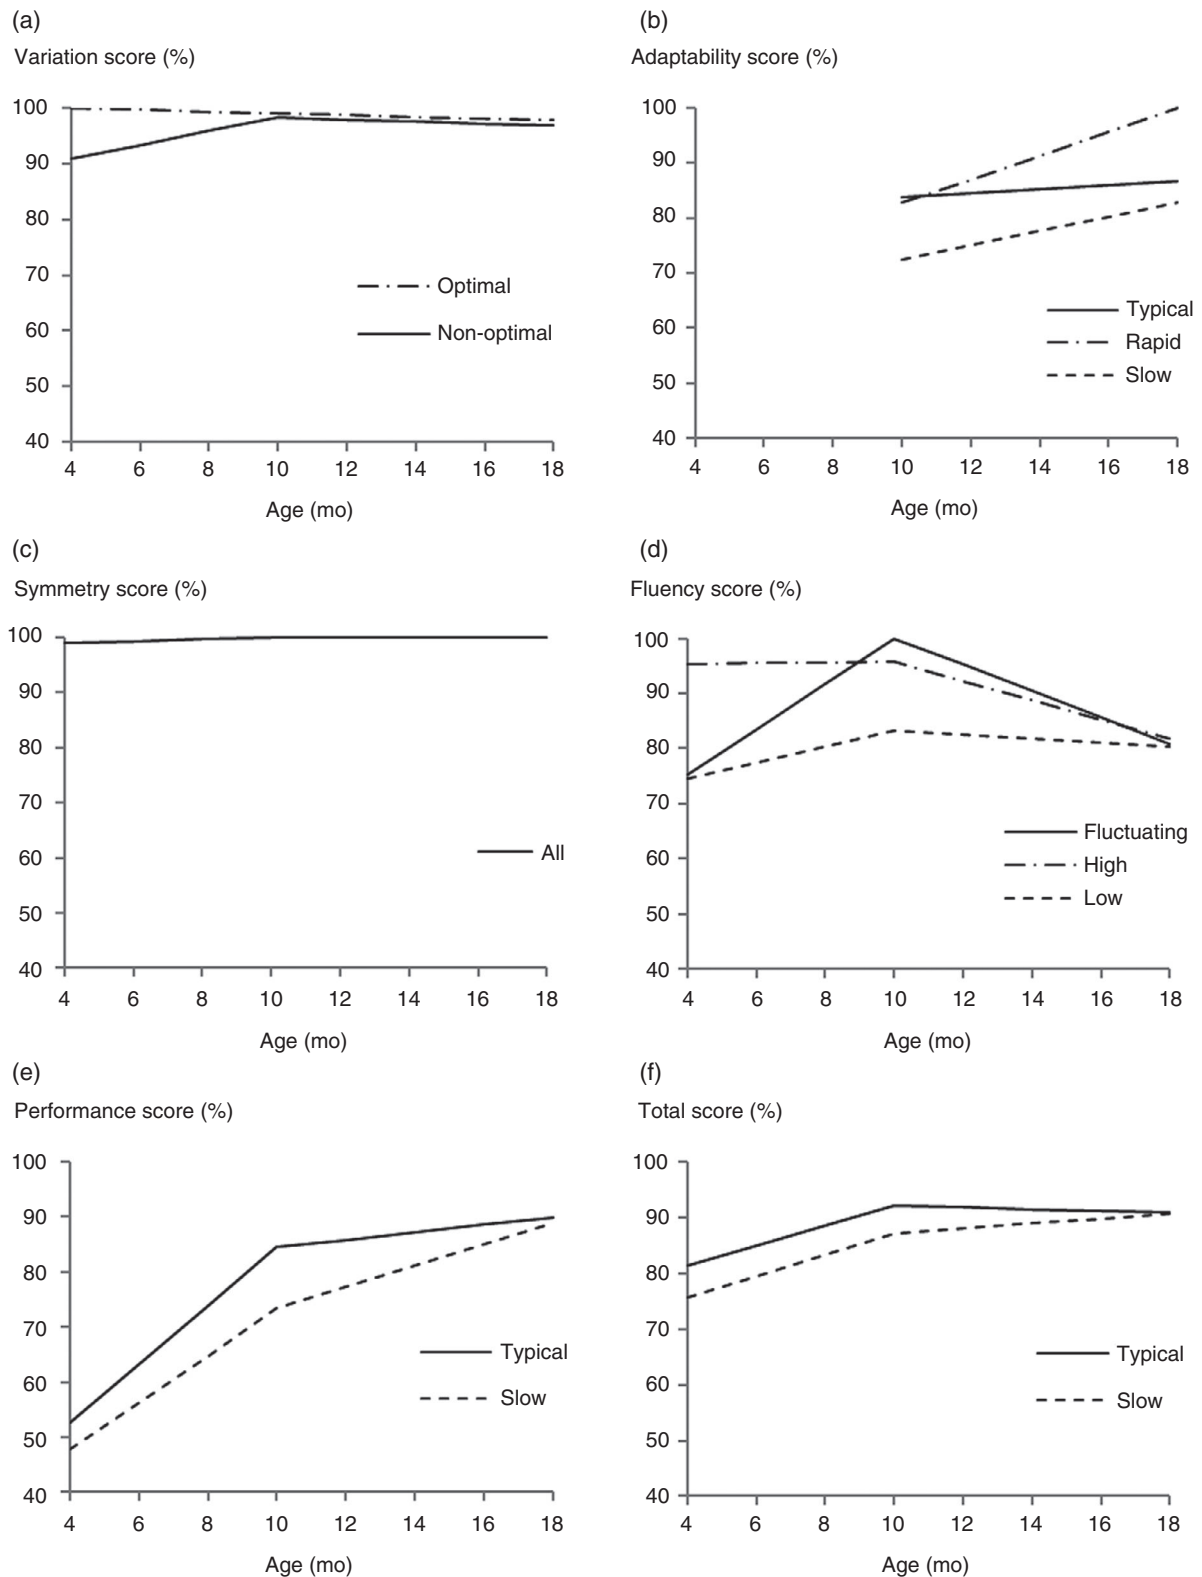 (a)
Variation score (%)
100
90
80
70
60
50
40
4 6 8 10 12 14 16 18
Age (mo)
Optimal
Non-optimal
(b)
Adaptability score (%)
100
90
80
70
60
50
40
4 6 8 10 12 14 16 18
Age (mo)
Typical
Rapid
Slow
(c)
Symmetry score (%)
100
90
80
70
60
50
40
4 6 8 10 12 14 16 18
Age (mo)
All
(d)
Fluency score (%)
100
90
80
70
60
50
40
4 6 8 10 12 14 16 18
Age (mo)
Fluctuating
High
Low
(e)
Performance score (%)
100
90
80
70
60
50
40
4 6 8 10 12 14 16 18
Age (mo)
Typical
Slow
(f)
Total score (%)
100
90
80
70
60
50
40
4 6 8 10 12 14 16 18
Age (mo)
Typical
Slow